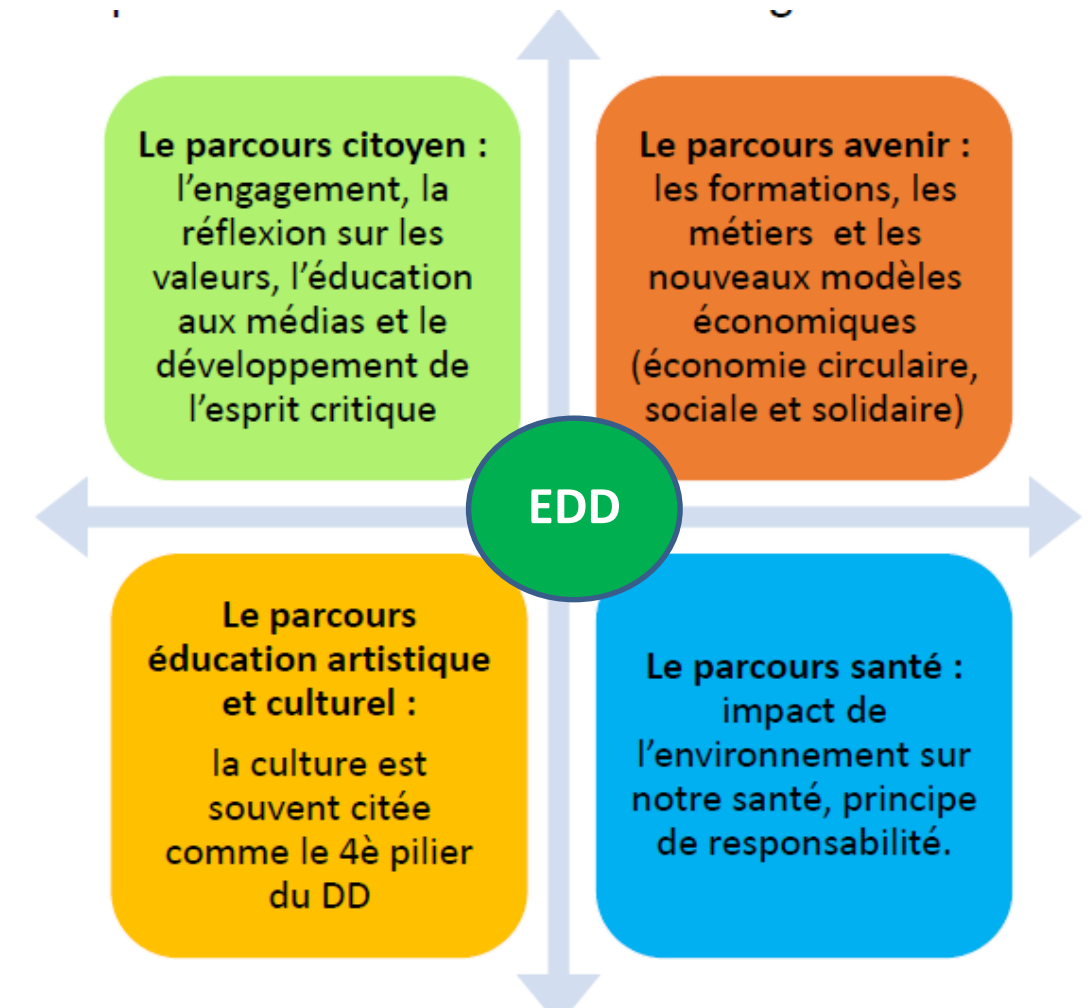 Le parcours citoyen :
l’engagement, la
réflexion sur les
valeurs, l’éducation
aux médias et le
développement de
l’esprit critique
Le parcours avenir :
les formations, les
métiers et les
nouveaux modèles
économiques
(économie circulaire,
sociale et solidaire)
EDD
Le parcours
éducation artistique
et culturel :
la culture est
souvent citée
comme le 4è pilier
du DD
Le parcours santé :
impact de
l’environnement sur
notre santé, principe
de responsabilité.